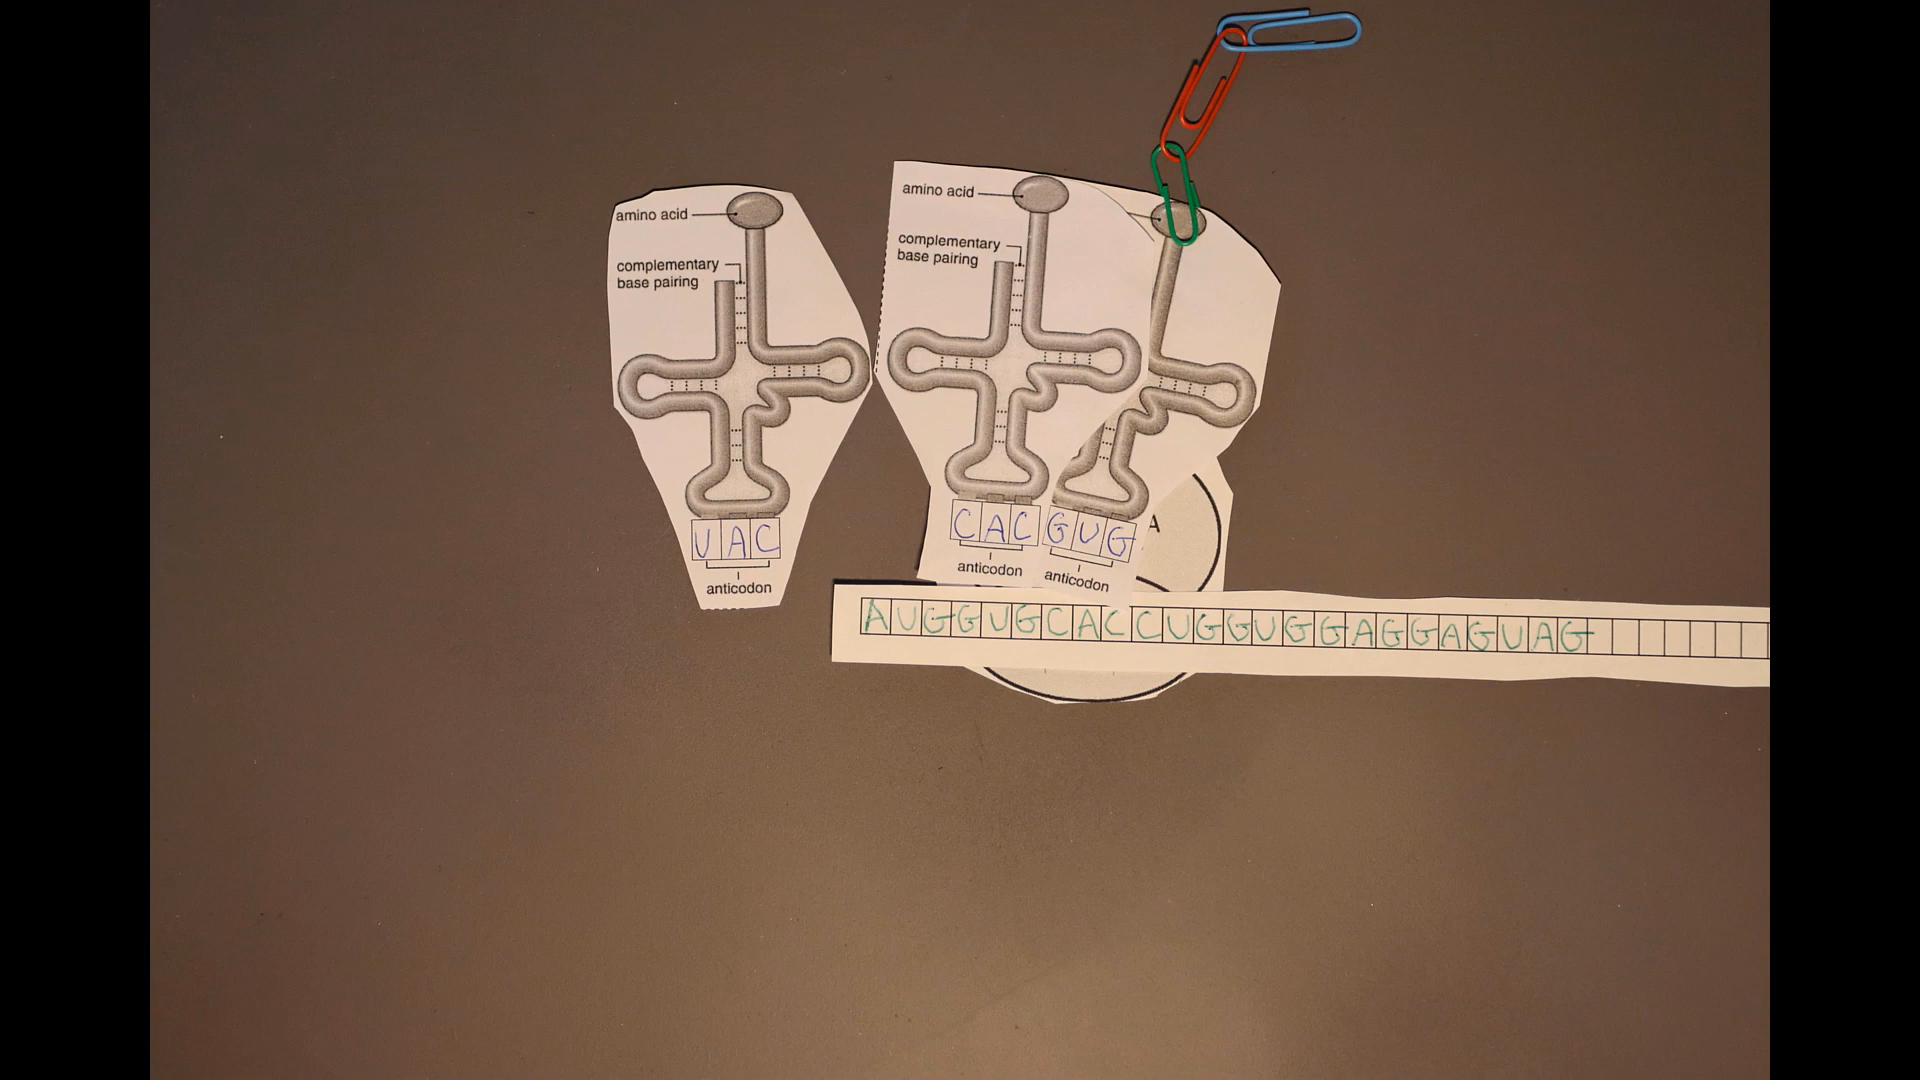 amino acid
complementary
base pairing
UAC
anticodon
amino acid
complementary
base pairing
CAC
anticodon
GUG
anticodon
A
AUGGUGCACCUGGUGGAGGAGUAG